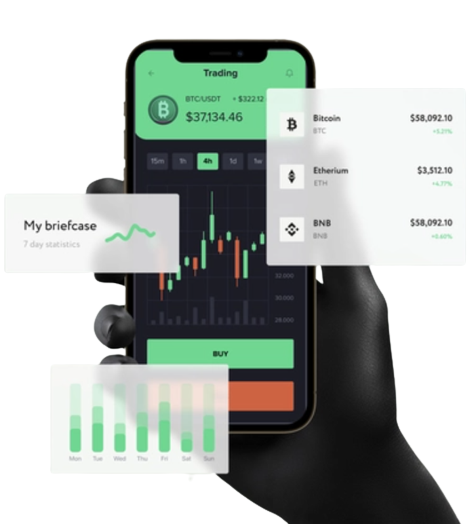 Trading
BTC/USDT + $322.12
$37,134.46
15m 1h 4h 1d 1w
Bitcoin $58,092.10
BTC +5.21%
Etherium $3,512.10
ETH +4.77%
BNB $58,092.10
BNB +0.60%
My briefcase
7 day statistics
32.000
30.000
28.000
BUY
Mon Tue Wed Thu Fri Sat Sun